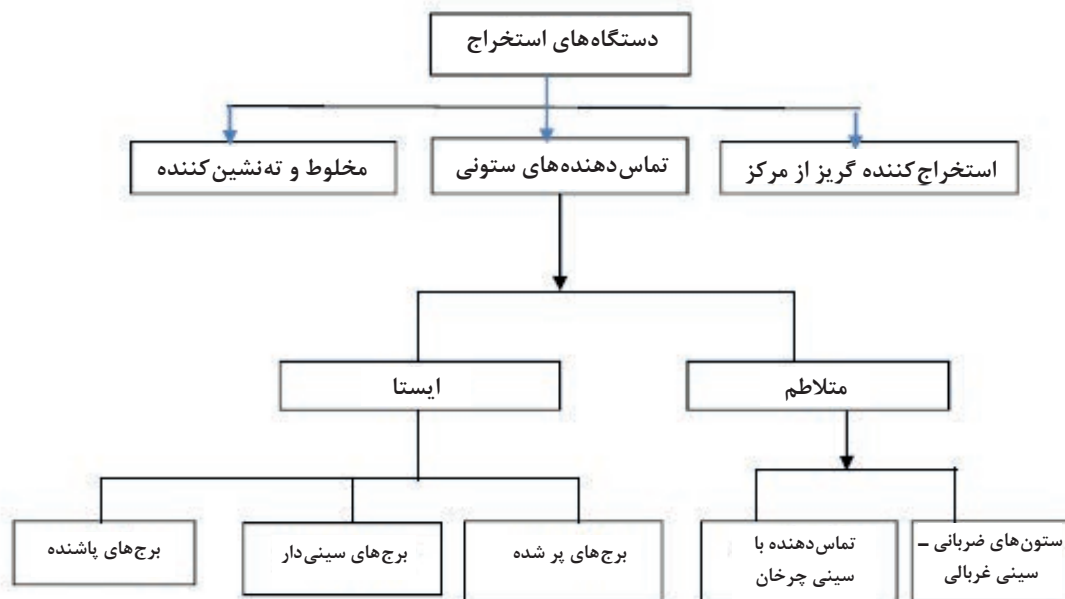 دستگاه‌های استخراج
استخراج‌کننده گریز از مرکز
تماس‌دهنده‌های ستونی
مخلوط و ته‌نشین‌کننده
متلاطم
ایستا
ستون‌های ضربانی ـ
سینی غربالی
تماس‌دهنده با
سینی چرخان
برج‌های پر شده
برج‌های سینی‌دار
برج‌های پاشنده